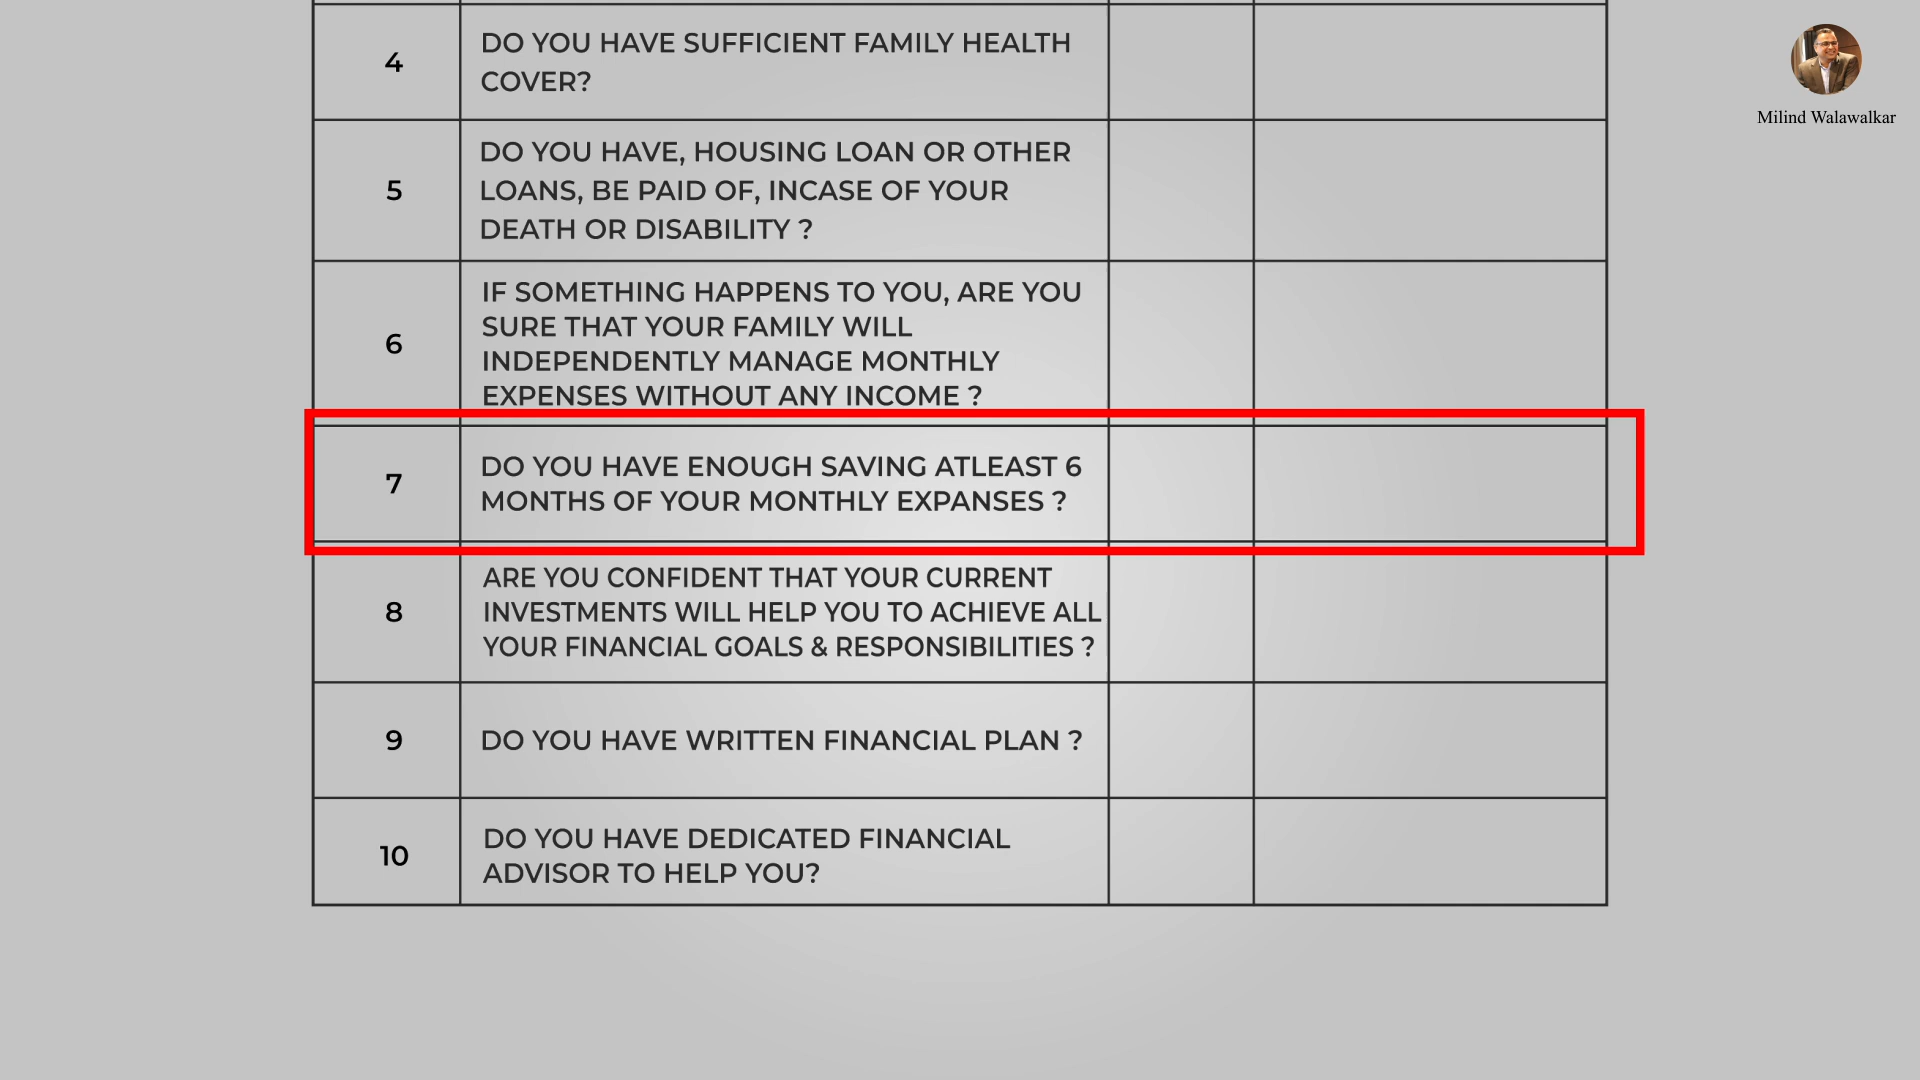 Milind Walawalkar
4
DO YOU HAVE SUFFICIENT FAMILY HEALTH
COVER?
5
DO YOU HAVE, HOUSING LOAN OR OTHER
LOANS, BE PAID OF, INCASE OF YOUR
DEATH OR DISABILITY ?
6
IF SOMETHING HAPPENS TO YOU, ARE YOU
SURE THAT YOUR FAMILY WILL
INDEPENDENTLY MANAGE MONTHLY
EXPENSES WITHOUT ANY INCOME ?
7
DO YOU HAVE ENOUGH SAVING ATLEAST 6
MONTHS OF YOUR MONTHLY EXPANSES ?
8
ARE YOU CONFIDENT THAT YOUR CURRENT
INVESTMENTS WILL HELP YOU TO ACHIEVE ALL
YOUR FINANCIAL GOALS & RESPONSIBILITIES ?
9
DO YOU HAVE WRITTEN FINANCIAL PLAN ?
10
DO YOU HAVE DEDICATED FINANCIAL
ADVISOR TO HELP YOU?